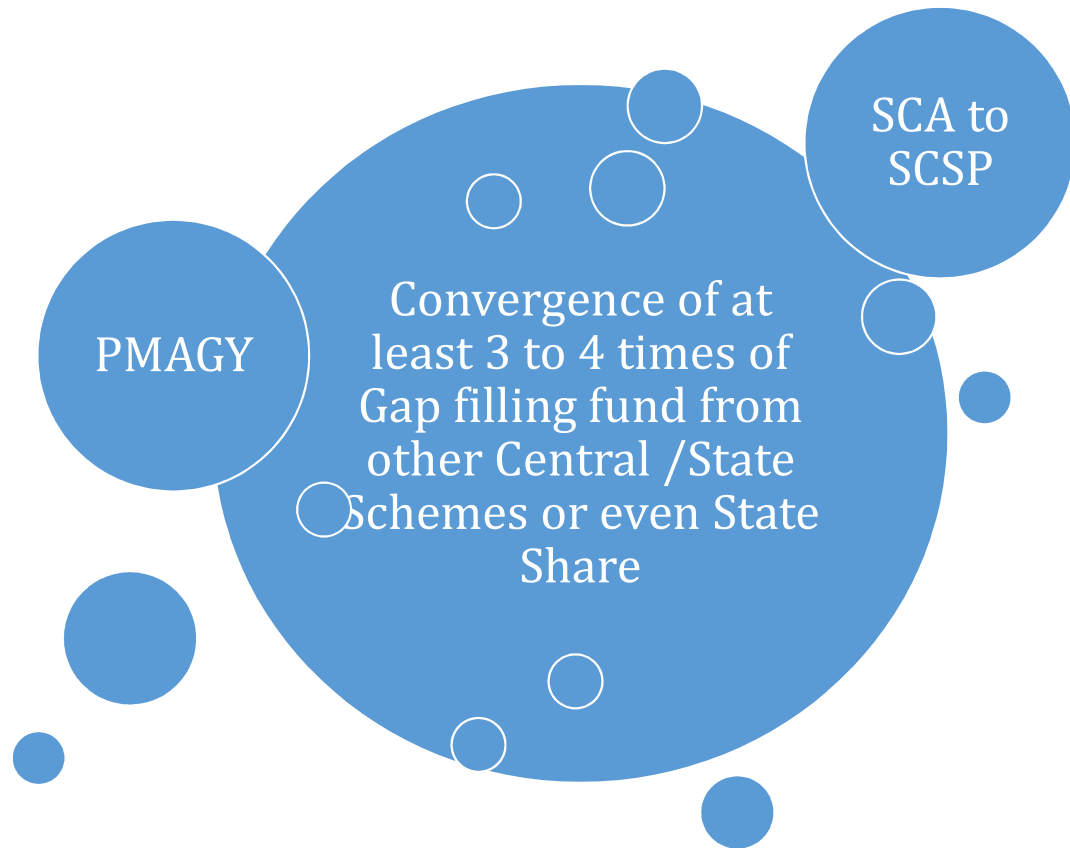 SCA to
SCSP
PMAGY
Convergence of at
least 3 to 4 times of
Gap filling fund from
other Central /State
Schemes or even State
Share